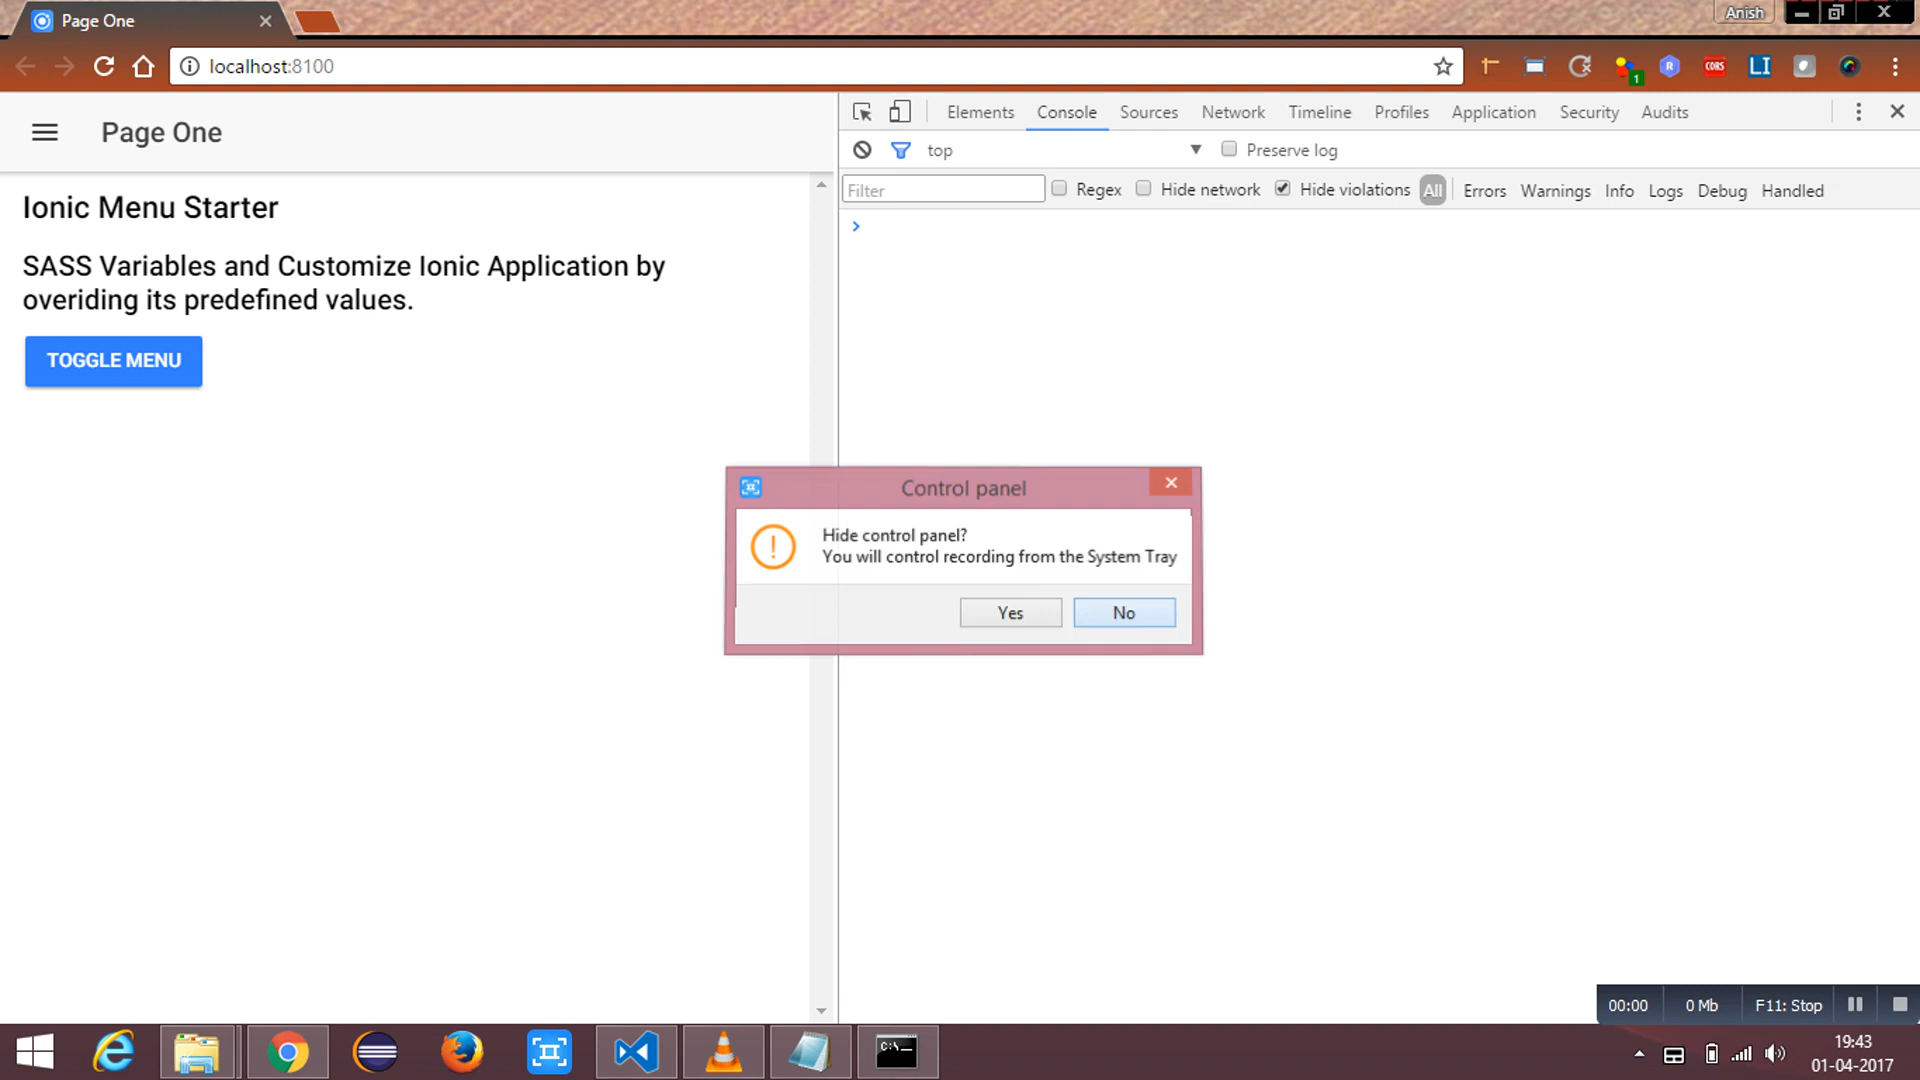 Page One
Anish
localhost:8100
1
R
CORS
LI
Page One
Elements Console Sources Network Timeline Profiles Application Security Audits
top
Preserve log
Filter
Regex Hide network Hide violations All Errors Warnings Info Logs Debug Handled
Ionic Menu Starter
SASS Variables and Customize Ionic Application by
overiding its predefined values.
TOGGLE MENU
Control panel
Hide control panel?
You will control recording from the System Tray
Yes No
00:00 0 Mb F11: Stop
C:\
19:43
01-04-2017